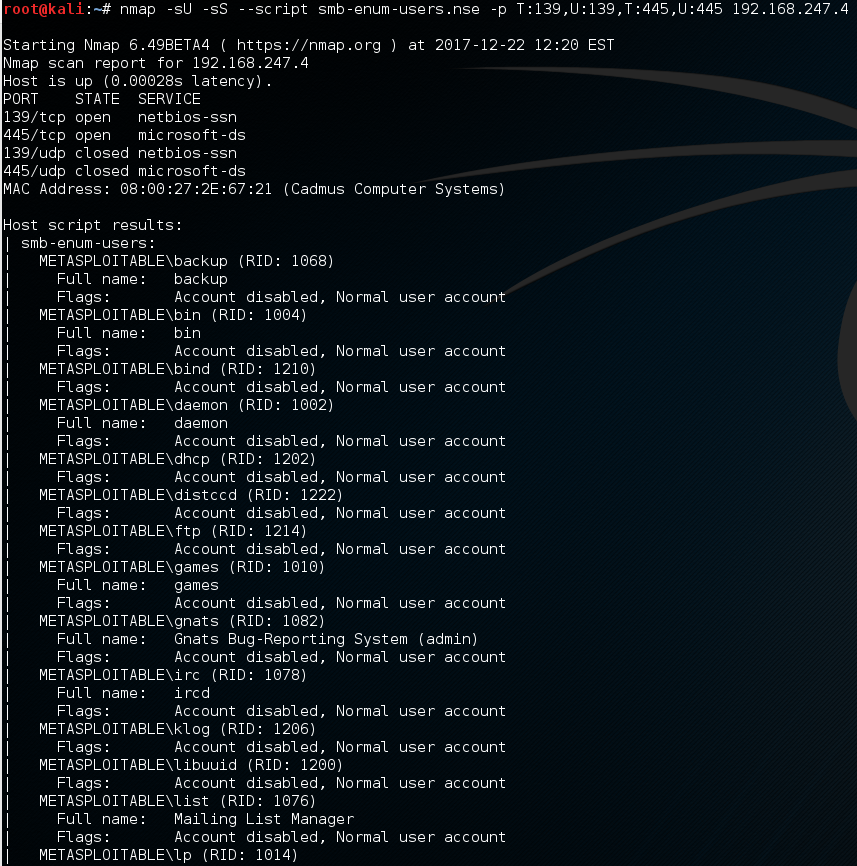 root@kali:~# nmap -sU -sS --script smb-enum-users.nse -p T:139,U:139,T:445,U:445 192.168.247.4
Starting Nmap 6.49BETA4 ( https://nmap.org ) at 2017-12-22 12:20 EST
Nmap scan report for 192.168.247.4
Host is up (0.00028s latency).
PORT    STATE  SERVICE
139/tcp open   netbios-ssn
445/tcp open   microsoft-ds
139/udp closed netbios-ssn
445/udp closed microsoft-ds
MAC Address: 08:00:27:2E:67:21 (Cadmus Computer Systems)
Host script results:
| smb-enum-users:
|   METASPLOITABLE\backup (RID: 1068)
|     Full name:   backup
|     Flags:       Account disabled, Normal user account
|   METASPLOITABLE\bin (RID: 1004)
|     Full name:   bin
|     Flags:       Account disabled, Normal user account
|   METASPLOITABLE\bind (RID: 1210)
|     Flags:       Account disabled, Normal user account
|   METASPLOITABLE\daemon (RID: 1002)
|     Full name:   daemon
|     Flags:       Account disabled, Normal user account
|   METASPLOITABLE\dhcp (RID: 1202)
|     Flags:       Account disabled, Normal user account
|   METASPLOITABLE\distccd (RID: 1222)
|     Flags:       Account disabled, Normal user account
|   METASPLOITABLE\ftp (RID: 1214)
|     Flags:       Account disabled, Normal user account
|   METASPLOITABLE\games (RID: 1010)
|     Full name:   games
|     Flags:       Account disabled, Normal user account
|   METASPLOITABLE\gnats (RID: 1082)
|     Full name:   Gnats Bug-Reporting System (admin)
|     Flags:       Account disabled, Normal user account
|   METASPLOITABLE\irc (RID: 1078)
|     Full name:   ircd
|     Flags:       Account disabled, Normal user account
|   METASPLOITABLE\klog (RID: 1206)
|     Flags:       Account disabled, Normal user account
|   METASPLOITABLE\libuuid (RID: 1200)
|     Flags:       Account disabled, Normal user account
|   METASPLOITABLE\list (RID: 1076)
|     Full name:   Mailing List Manager
|     Flags:       Account disabled, Normal user account
|   METASPLOITABLE\lp (RID: 1014)